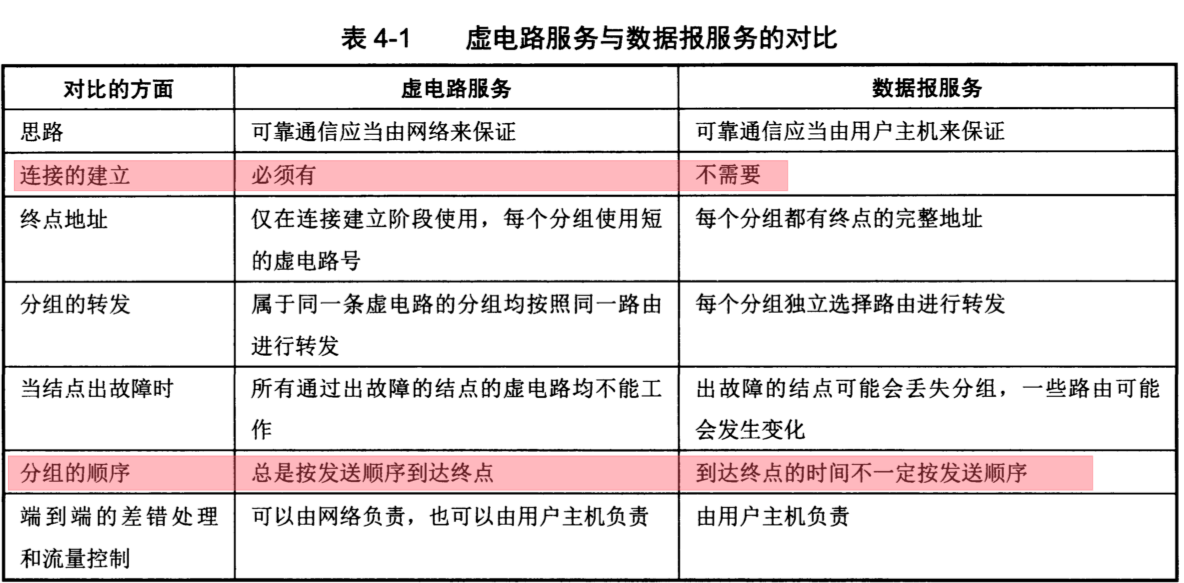 表 4-1 虚电路服务与数据报服务的对比
对比的方面 虚电路服务 数据报服务
思路 可靠通信应当由网络来保证 可靠通信应当由用户主机来保证
连接的建立 必须有 不需要
终点地址 仅在连接建立阶段使用，每个分组使用短 每个分组都有终点的完整地址
的虚电路号
分组的转发 属于同一条虚电路的分组均按照同一路由 每个分组独立选择路由进行转发
进行转发
当结点出故障时 所有通过出故障的结点的虚电路均不能工 出故障的结点可能会丢失分组，一些路由可能
作 会发生变化
分组的顺序 总是按发送顺序到达终点 到达终点的时间不一定按发送顺序
端到端的差错处理 可以由网络负责，也可以由用户主机负责 由用户主机负责
和流量控制